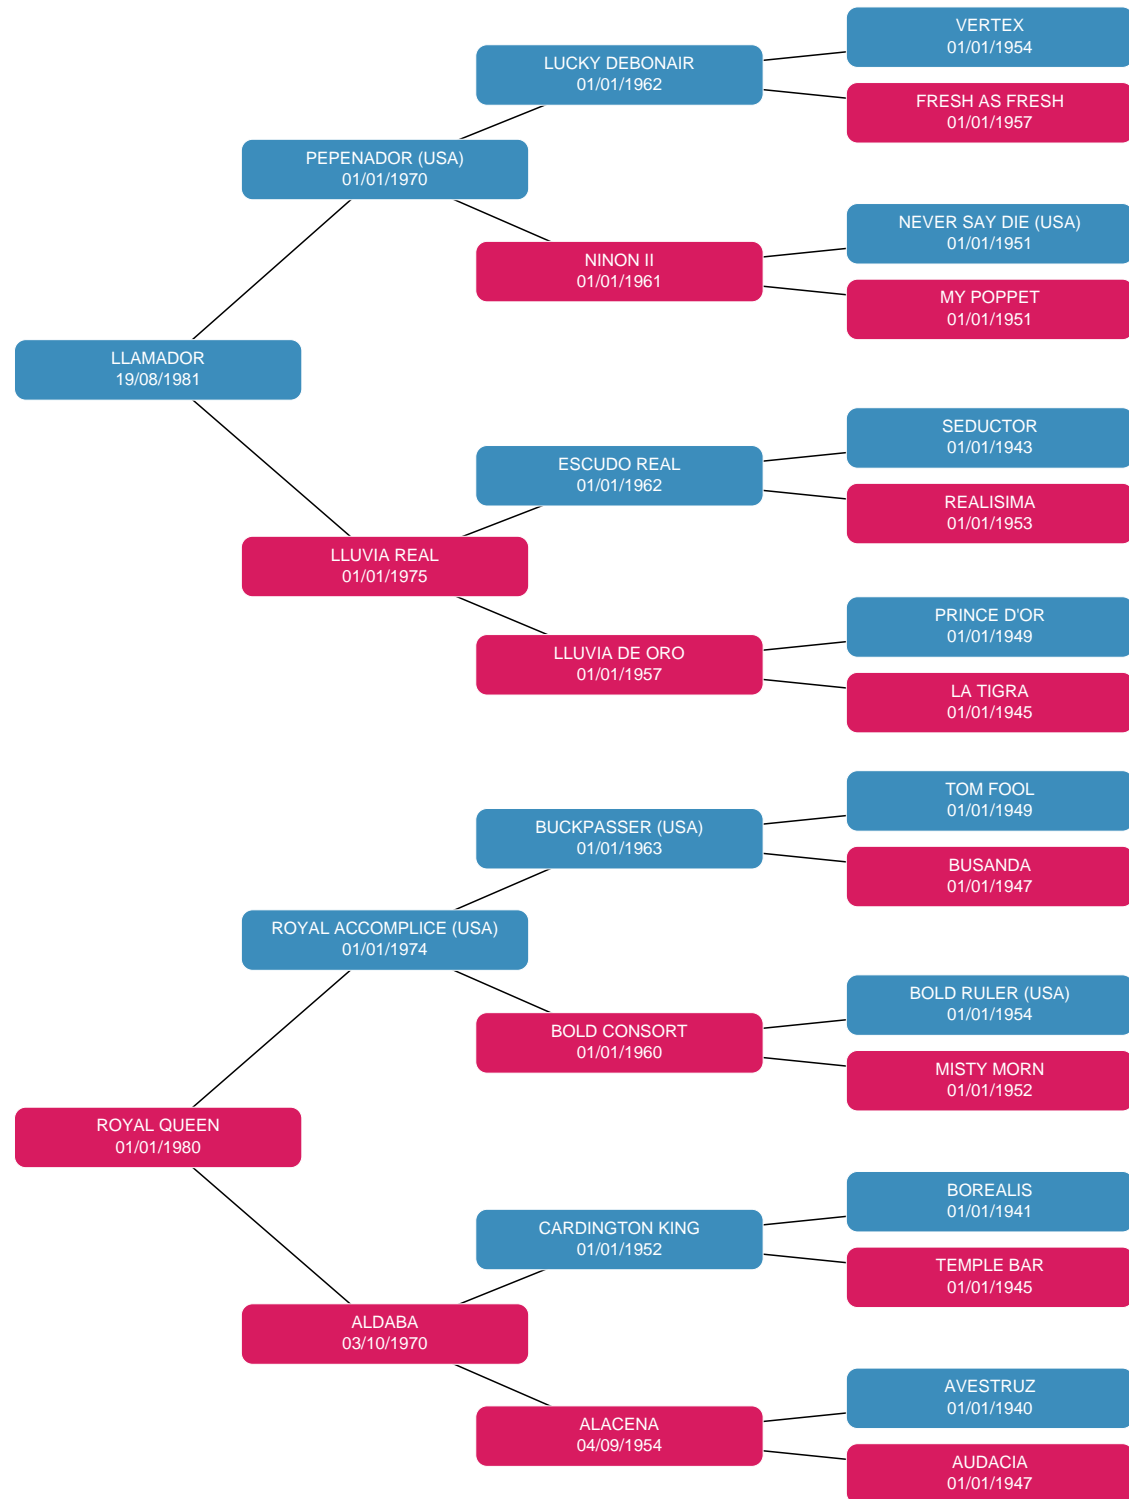 VERTEX
01/01/1954
LUCKY DEBONAIR
01/01/1962
FRESH AS FRESH
01/01/1957
PEPENADOR (USA)
01/01/1970
NEVER SAY DIE (USA)
01/01/1951
NINON II
01/01/1961
MY POPPET
01/01/1951
LLAMADOR
19/08/1981
SEDUCTOR
01/01/1943
ESCUDO REAL
01/01/1962
REALISIMA
01/01/1953
LLUVIA REAL
01/01/1975
PRINCE D'OR
01/01/1949
LLUVIA DE ORO
01/01/1957
LA TIGRA
01/01/1945
TOM FOOL
01/01/1949
BUCKPASSER (USA)
01/01/1963
BUSANDA
01/01/1947
ROYAL ACCOMPLICE (USA)
01/01/1974
BOLD RULER (USA)
01/01/1954
BOLD CONSORT
01/01/1960
MISTY MORN
01/01/1952
ROYAL QUEEN
01/01/1980
BOREALIS
01/01/1941
CARDINGTON KING
01/01/1952
TEMPLE BAR
01/01/1945
ALDABA
03/10/1970
AVESTRUZ
01/01/1940
ALACENA
04/09/1954
AUDACIA
01/01/1947